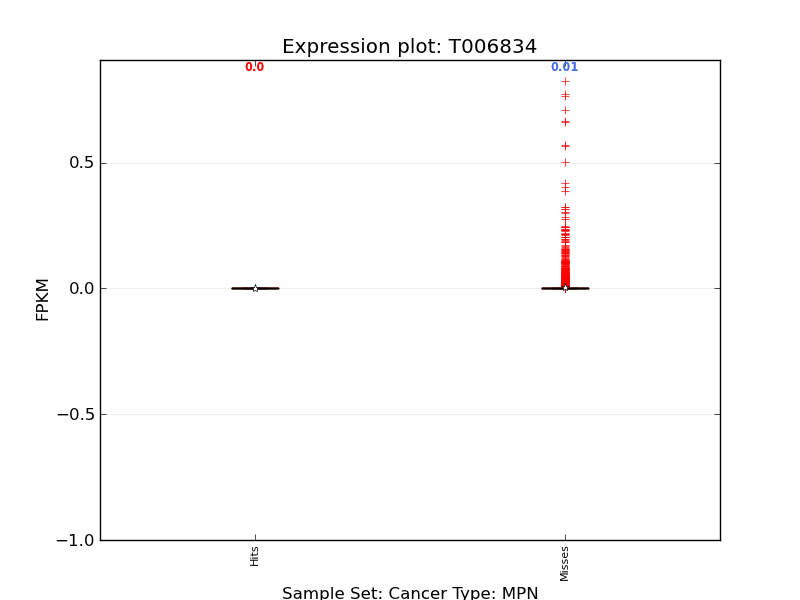 Expression plot: T006834
0.0
0.01
0.5
0.0
−0.5
−1.0
FPKM
Hits
Misses
Sample Set: Cancer Type: MPN